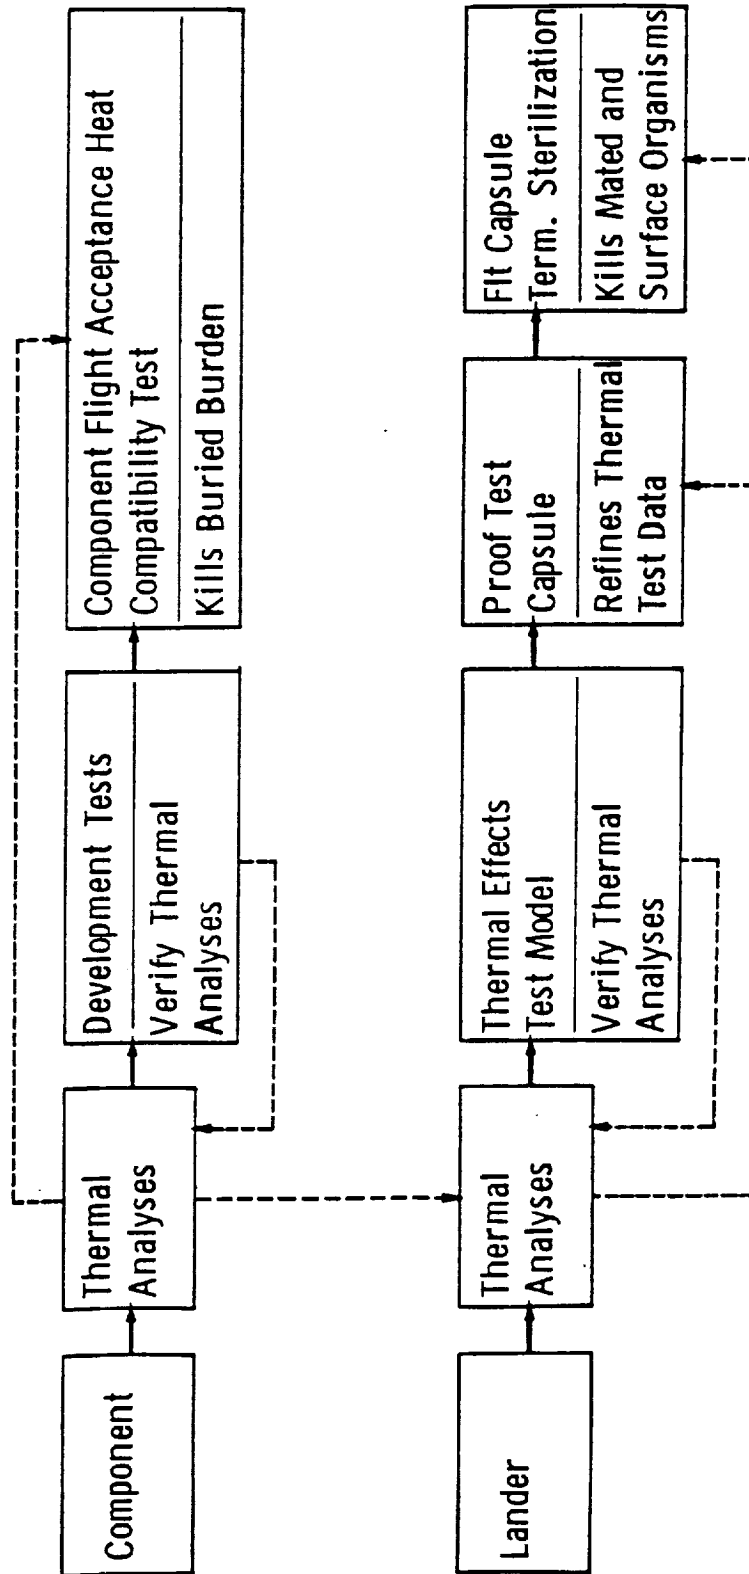 Component
Thermal
Analyses
Development Tests
Verify Thermal
Analyses
Component Flight Acceptance Heat
Compatibility Test
Kills Buried Burden
Lander
Thermal
Analyses
Thermal Effects
Test Model
Verify Thermal
Analyses
Proof Test
Capsule
Refines Thermal
Test Data
Flt Capsule
Term. Sterilization
Kills Mated and
Surface Organisms